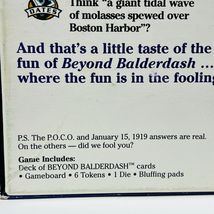 DATES
Think "a giant tidal wave
of molasses spewed over
Boston Harbor"?
And that's a little taste of the
fun of Beyond Balderdash ...
where the fun is in the fooling
P.S. The P.O.C.O. and January 15, 1919 answers are real.
On the others — did we fool you?
Game Includes:
Deck of BEYOND BALDERDASH™ cards
• Gameboard • 6 Tokens • 1 Die • Bluffing pads